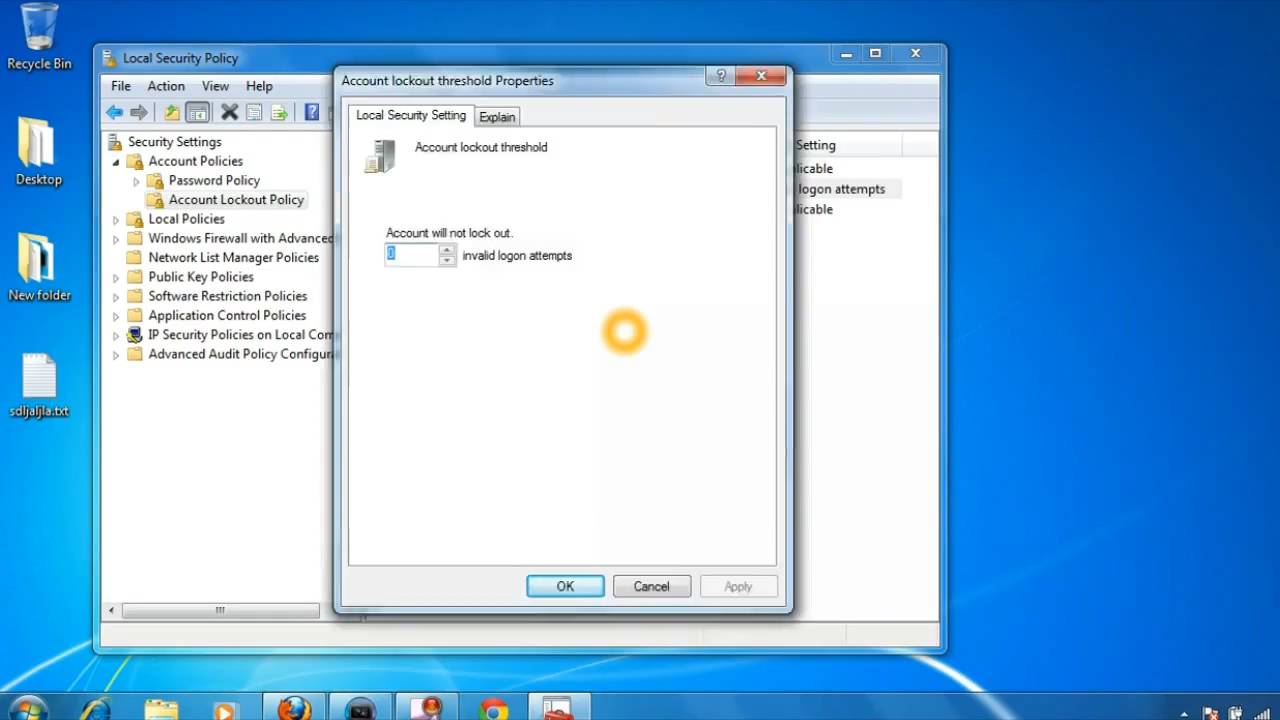 Recycle Bin
Desktop
New folder
sdljaljla.txt
Local Security Policy
File Action View Help
Security Settings
Account Policies
Password Policy
Account Lockout Policy
Local Policies
Windows Firewall with Advanced
Network List Manager Policies
Public Key Policies
Software Restriction Policies
Application Control Policies
IP Security Policies on Local Com
Advanced Audit Policy Configura
Account lockout threshold Properties
Local Security Setting Explain
Account lockout threshold
Account will not lock out.
0 invalid logon attempts
OK Cancel Apply
Setting
licable
logon attempts
licable